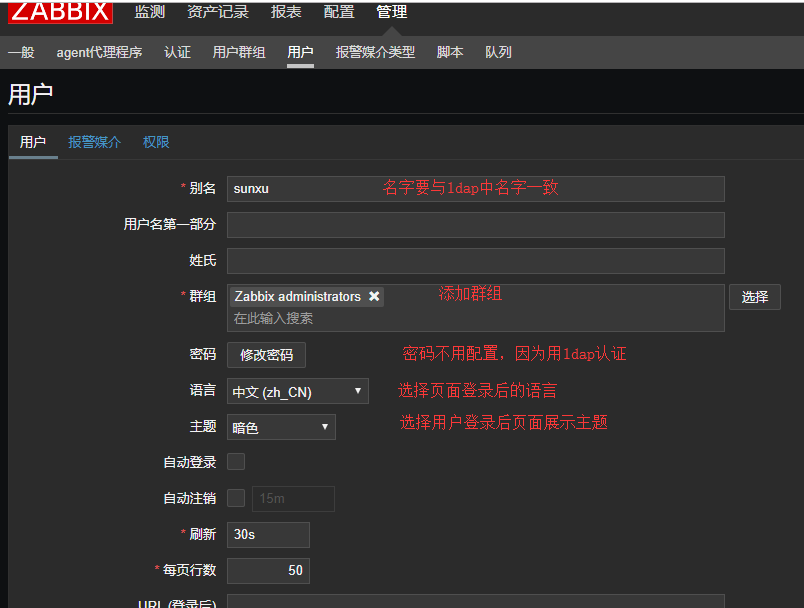 ZABBIX 监测 资产记录 报表 配置 管理
一般 agent代理程序 认证 用户群组 用户 报警媒介类型 脚本 队列
用户
用户 报警媒介 权限
* 别名 sunxu 名字要与ldap中名字一致
用户名第一部分
姓氏
* 群组 Zabbix administrators ✖ 添加群组 选择
在此输入搜索
密码 修改密码 密码不用配置，因为用ldap认证
语言 中文 (zh_CN) ▼ 选择页面登录后的语言
主题 暗色 ▼ 选择用户登录后页面展示主题
自动登录
自动注销 15m
* 刷新 30s
* 每页行数 50
URL (登录后)